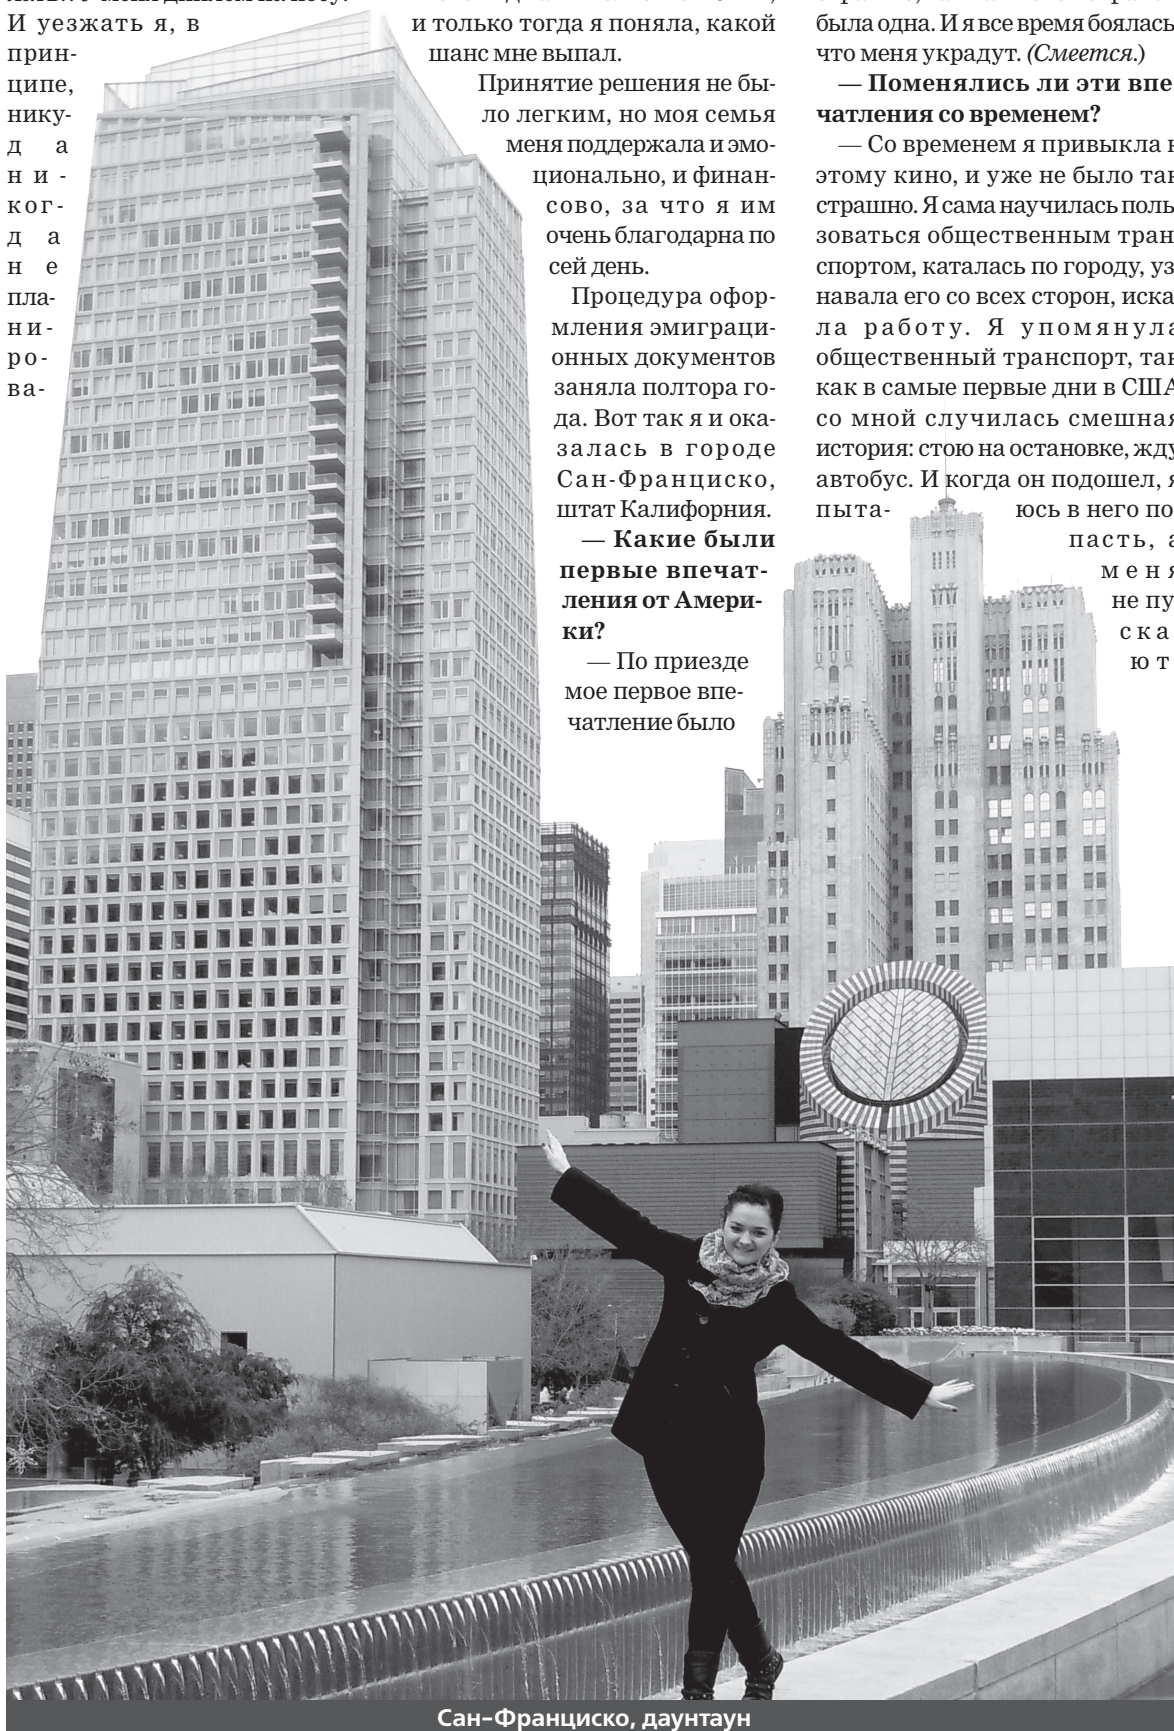 И уезжать я, в
прин-
ципе,
нику-
да
ни-
ког-
да
не
пла-
ни-
ро-
ва-
и только тогда я поняла, какой
шанс мне выпал.
Принятие решения не бы-
ло легким, но моя семья
меня поддержала и эмо-
ционально, и финан-
сово, за что я им
очень благодарна по
сей день.
Процедура офор-
мления эмиграци-
онных документов
заняла полтора го-
да. Вот так я и ока-
залась в городе
Сан-Франциско,
штат Калифорния.
— Какие были
первые впечат-
ления от Амери-
ки?
— По приезде
мое первое впе-
чатление было
была одна. И я все время боялась
что меня украдут. (Смеется.)
— Поменялись ли эти впе
чатления со временем?
— Со временем я привыкла к
этому кино, и уже не было так
страшно. Я сама научилась поль
зоваться общественным тран
спортом, каталась по городу, уз
навала его со всех сторон, иска
ла работу. Я упомянула
общественный транспорт, так
как в самые первые дни в США
со мной случилась смешная
история: стою на остановке, жду
автобус. И когда он подошел, я
пыта- юсь в него по
пасть, а
меня
не пу
ска
ют
Сан-Франциско, даунтаун